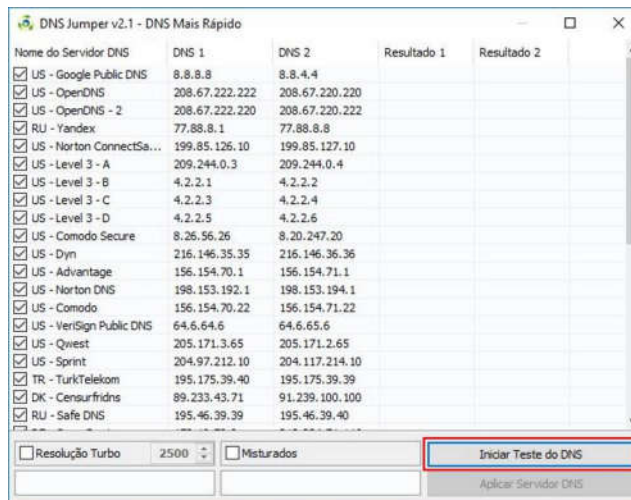 DNS Jumper v2.1 - DNS Mais Rápido
Nome do Servidor DNS DNS 1 DNS 2 Resultado 1 Resultado 2
US - Google Public DNS 8.8.8.8 8.8.4.4
US - OpenDNS 208.67.222.222 208.67.220.220
US - OpenDNS - 2 208.67.222.220 208.67.220.222
RU - Yandex 77.88.8.1 77.88.8.8
US - Norton ConnectSa... 199.85.126.10 199.85.127.10
US - Level 3 - A 209.244.0.3 209.244.0.4
US - Level 3 - B 4.2.2.1 4.2.2.2
US - Level 3 - C 4.2.2.3 4.2.2.4
US - Level 3 - D 4.2.2.5 4.2.2.6
US - Comodo Secure 8.26.56.26 8.20.247.20
US - Dyn 216.146.35.35 216.146.36.36
US - Advantage 156.154.70.1 156.154.71.1
US - Norton DNS 198.153.192.1 198.153.194.1
US - Comodo 156.154.70.22 156.154.71.22
US - VeriSign Public DNS 64.6.64.6 64.6.65.6
US - Qwest 205.171.3.65 205.171.2.65
US - Sprint 204.97.212.10 204.117.214.10
TR - TurkTelekom 195.175.39.40 195.175.39.39
DK - Censurfridns 89.233.43.71 91.239.100.100
RU - Safe DNS 195.46.39.39 195.46.39.40
Resolução Turbo 2500 Misturados Iniciar Teste do DNS
Aplicar Servidor DNS